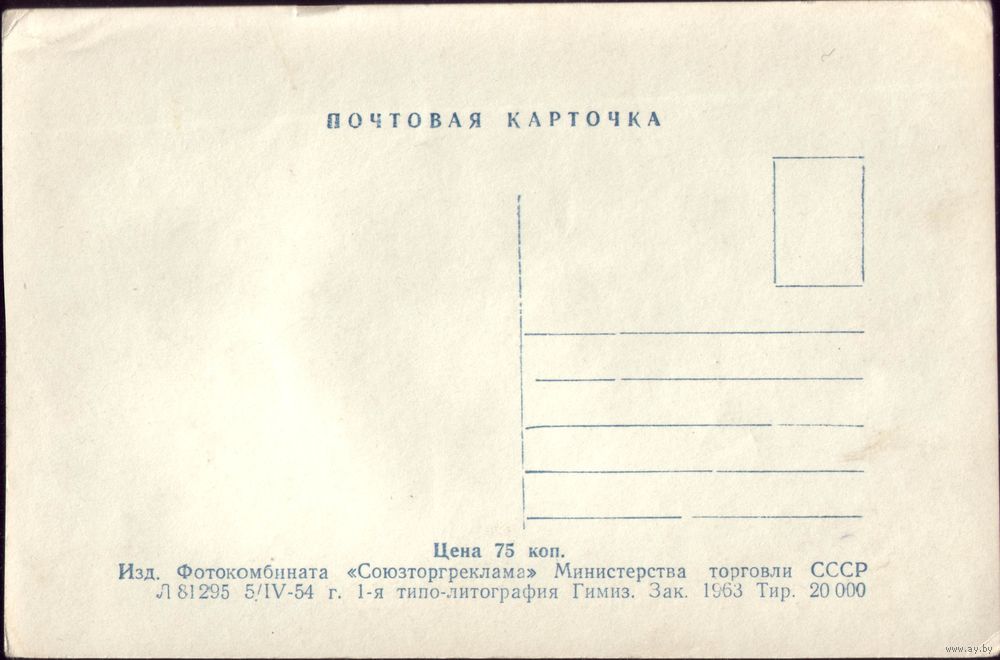 ПОЧТОВАЯ КАРТОЧКА
Цена 75 коп.
Изд. Фотокомбината «Союзторгреклама» Министерства торговли СССР
Л 81295 5/IV-54 г. 1-я типо-литография Гимиз. Зак. 1963 Тир. 20 000
www.ay.by